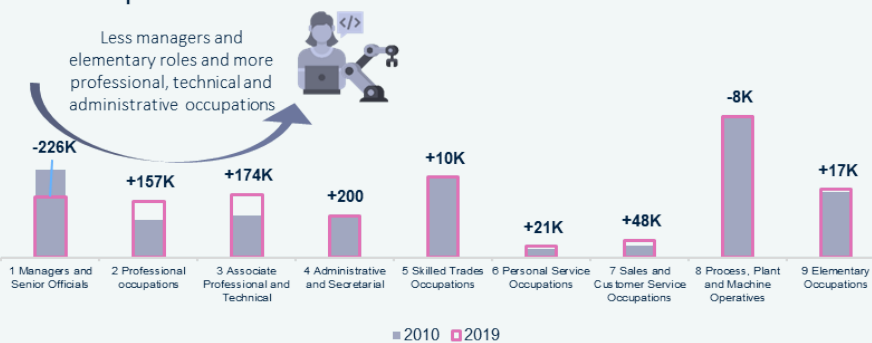 Less managers and
elementary roles and more
professional, technical and
administrative occupations
</>
-226K
+157K
+174K
+200
+10K
+21K
+48K
-8K
+17K
1 Managers and
Senior Officials
2 Professional
occupations
3 Associate
Professional and
Technical
4 Administrative
and Secretarial
5 Skilled Trades
Occupations
6 Personal Service
Occupations
7 Sales and
Customer Service
Occupations
8 Process, Plant
and Machine
Operatives
9 Elementary
Occupations
2010 2019